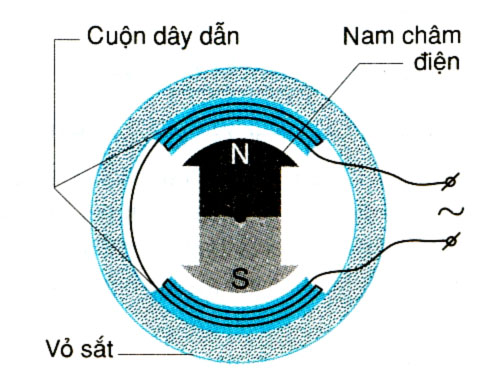 Cuộn dây dẫn
Nam châm
điện
N
~
S
Vỏ sắt